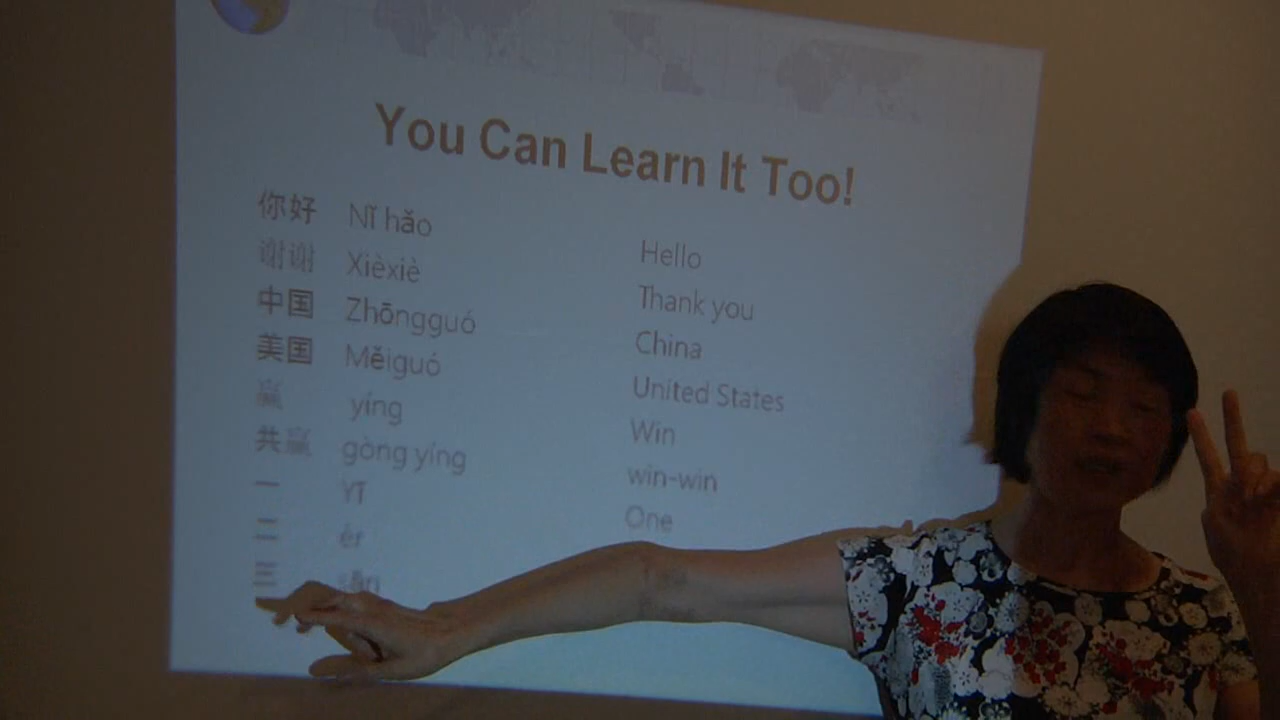 You Can Learn It Too!
你好 Nǐ hǎo Hello
谢谢 Xièxiè Thank you
中国 Zhōngguó China
美国 Měiguó United States
赢 yíng Win
共赢 gòng yíng win-win
一 Yī One
二 èr
三 sān